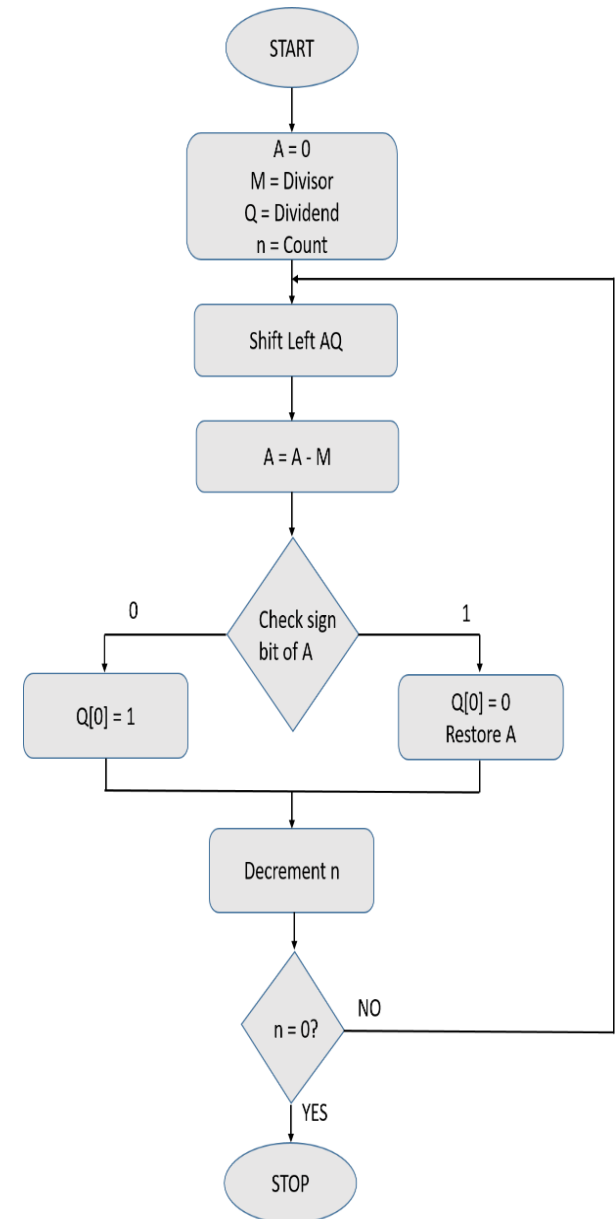 START
A = 0
M = Divisor
Q = Dividend
n = Count
Shift Left AQ
A = A - M
Check sign
bit of A
0
1
Q[0] = 1
Q[0] = 0
Restore A
Decrement n
n = 0?
NO
YES
STOP